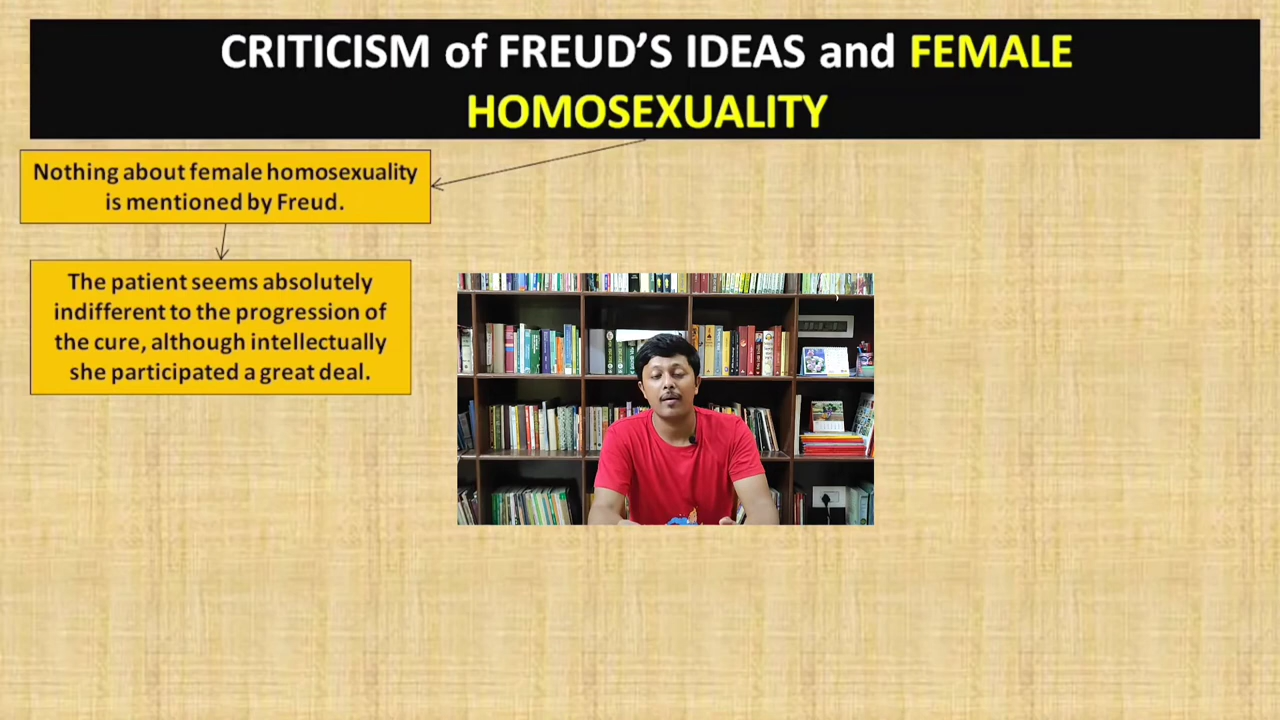 CRITICISM of FREUD’S IDEAS and FEMALE
HOMOSEXUALITY
Nothing about female homosexuality
is mentioned by Freud.
The patient seems absolutely
indifferent to the progression of
the cure, although intellectually
she participated a great deal.